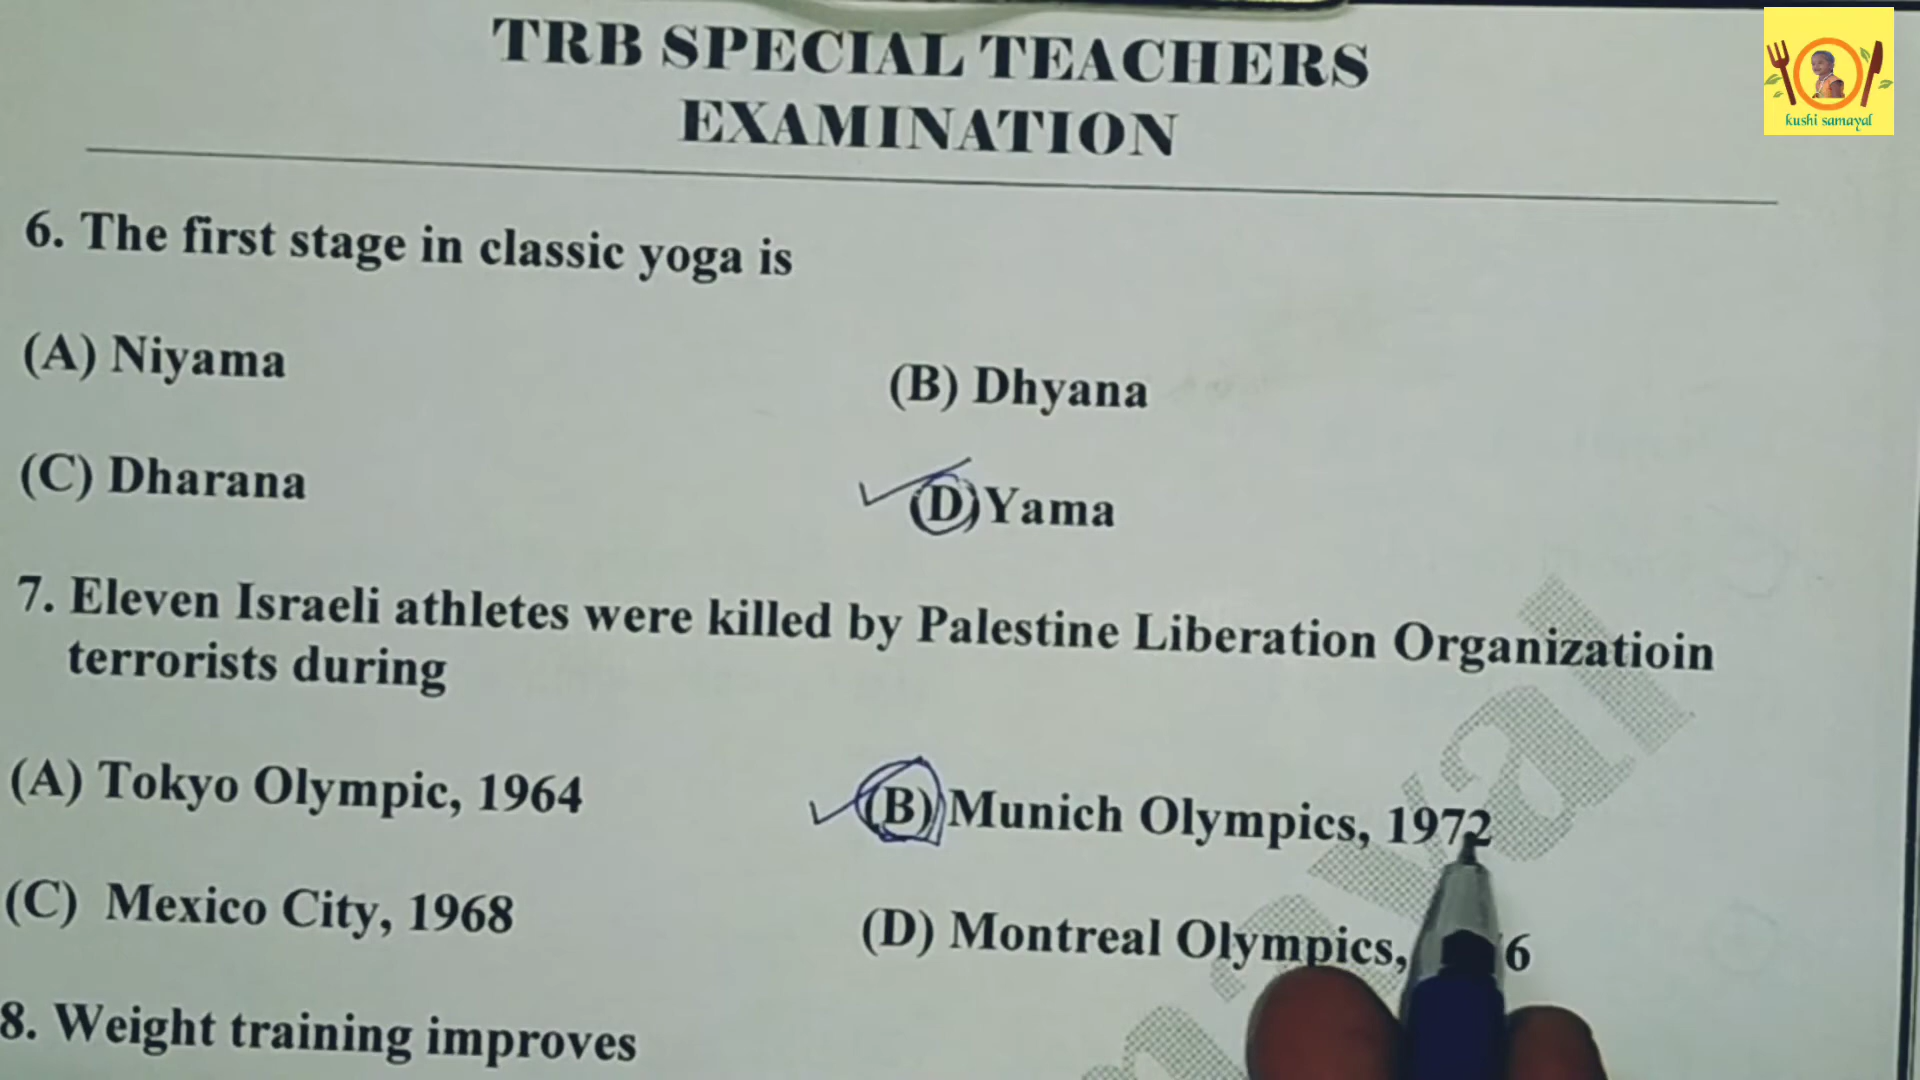 TRB SPECIAL TEACHERS
EXAMINATION
kushi samayal
6. The first stage in classic yoga is
(A) Niyama
(B) Dhyana
(C) Dharana
(D) Yama
7. Eleven Israeli athletes were killed by Palestine Liberation Organizatioin
terrorists during
(A) Tokyo Olympic, 1964
(B) Munich Olympics, 1972
(C) Mexico City, 1968
(D) Montreal Olympics,
8. Weight training improves